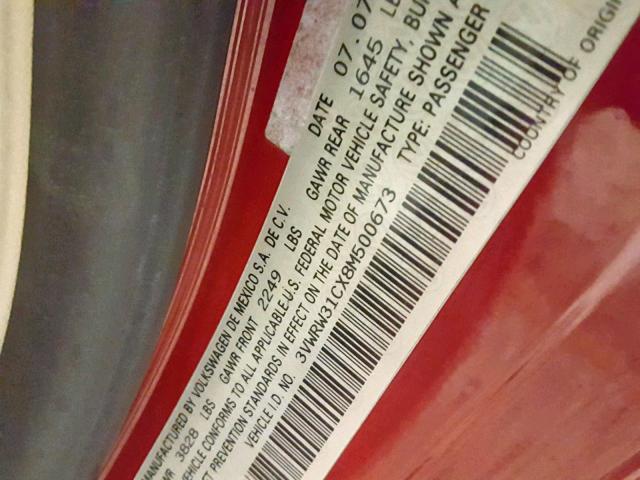 MANUFACTURED BY VOLKSWAGEN DE MEXICO S.A. DE C.V. DATE 07.07
3828 LBS GAWR FRONT 2249 LBS GAWR REAR 1645
VEHICLE CONFORMS TO ALL APPLICABLE U.S. FEDERAL MOTOR VEHICLE SAFETY, BU
PREVENTION STANDARDS IN EFFECT ON THE DATE OF MANUFACTURE SHOWN A
VEHICLE I.D. NO. 3VWRW31CX8M500673 TYPE: PASSENGER
COUNTRY OF ORIGIN